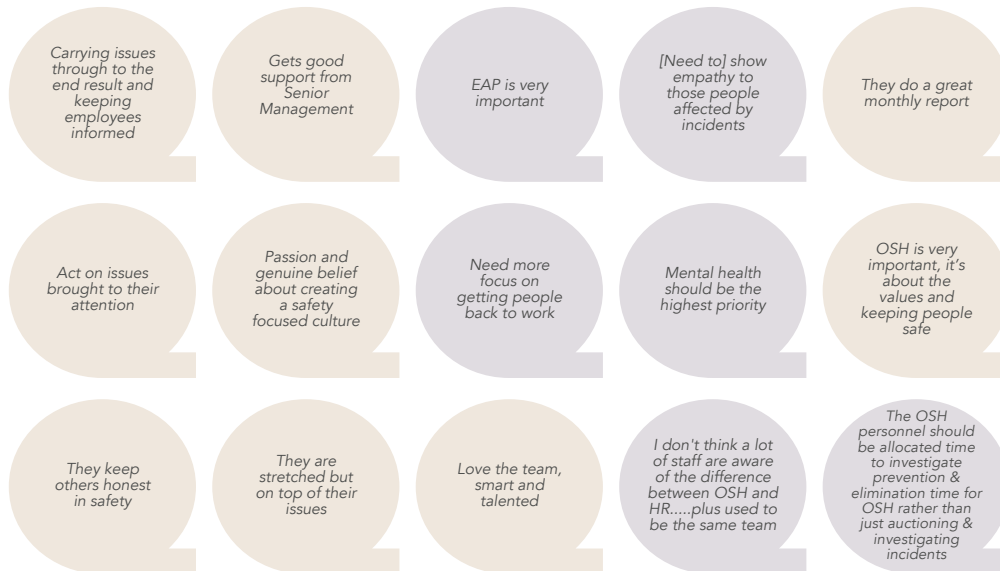 Carrying issues
through to the
end result and
keeping
employees
informed
Gets good
support from
Senior
Management
EAP is very
important
[Need to] show
empathy to
those people
affected by
incidents
They do a great
monthly report
Act on issues
brought to their
attention
Passion and
genuine belief
about creating
a safety
focused culture
Need more
focus on
getting people
back to work
Mental health
should be the
highest priority
OSH is very
important, it's
about the
values and
keeping people
safe
They keep
others honest
in safety
They are
stretched but
on top of their
issues
Love the team,
smart and
talented
I don't think a lot
of staff are aware
of the difference
between OSH and
HR.....plus used to
be the same team
The OSH
personnel should
be allocated time
to investigate
prevention &
elimination time for
OSH rather than
just auctioning &
investigating
incidents